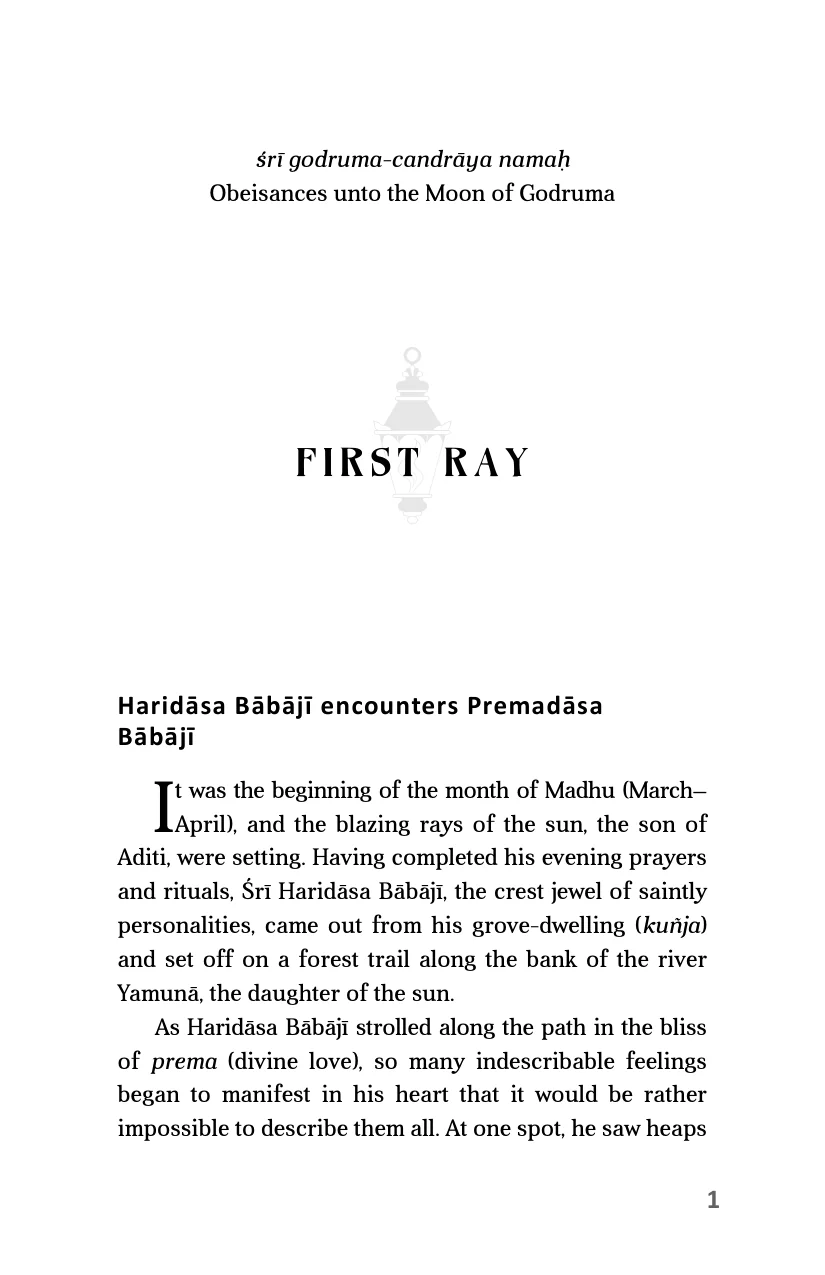 śrī godruma-candrāya namaḥ
Obeisances unto the Moon of Godruma
FIRST RAY
Haridāsa Bābājī encounters Premadāsa
Bābājī
It was the beginning of the month of Madhu (March–
April), and the blazing rays of the sun, the son of
Aditi, were setting. Having completed his evening prayers
and rituals, Śrī Haridāsa Bābājī, the crest jewel of saintly
personalities, came out from his grove-dwelling (kuñja)
and set off on a forest trail along the bank of the river
Yamunā, the daughter of the sun.
As Haridāsa Bābājī strolled along the path in the bliss
of prema (divine love), so many indescribable feelings
began to manifest in his heart that it would be rather
impossible to describe them all. At one spot, he saw heaps
1